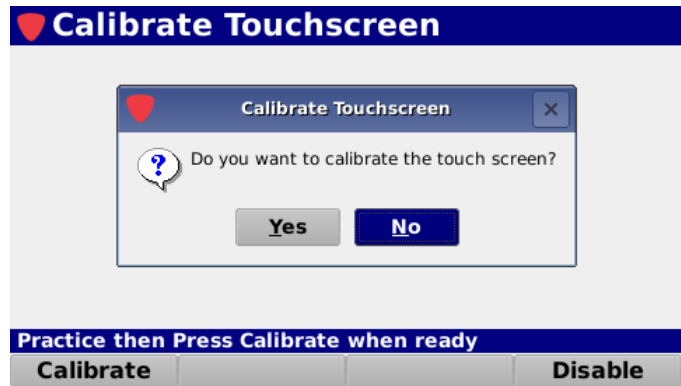 Calibrate Touchscreen
Calibrate Touchscreen
Do you want to calibrate the touch screen?
Yes No
Practice then Press Calibrate when ready
Calibrate Disable